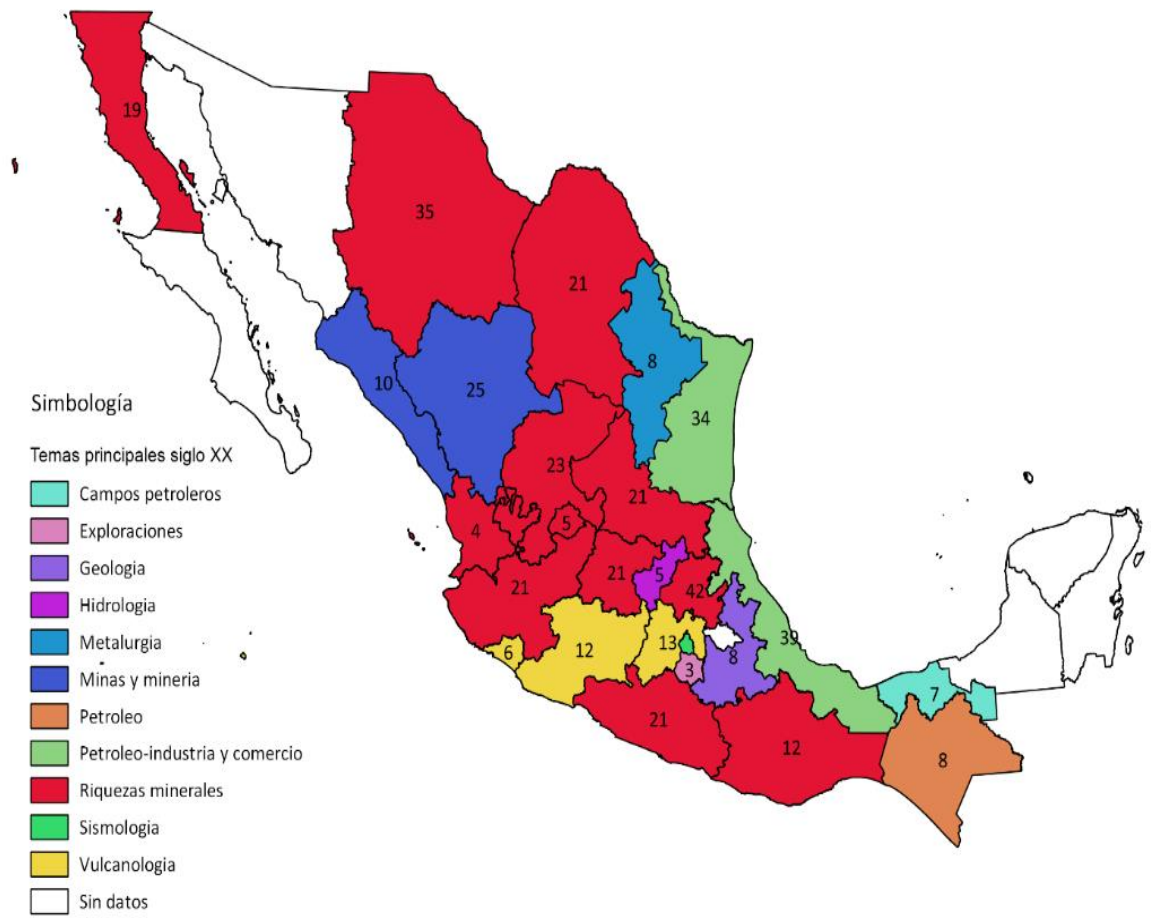 19
35
21
8
10
25
34
23
21
4
5
21
21
5
42
6
12
13
3
8
39
21
12
7
8
Simbología
Temas principales siglo XX
Campos petroleros
Exploraciones
Geologia
Hidrologia
Metalurgia
Minas y mineria
Petroleo
Petroleo-industria y comercio
Riquezas minerales
Sismologia
Vulcanologia
Sin datos